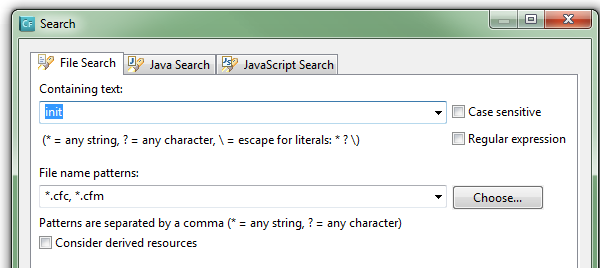 CF Search
File Search Java Search JavaScript Search
Containing text:
init
Case sensitive
(* = any string, ? = any character, \ = escape for literals: * ? \)
Regular expression
File name patterns:
*.cfc, *.cfm
Choose...
Patterns are separated by a comma (* = any string, ? = any character)
Consider derived resources